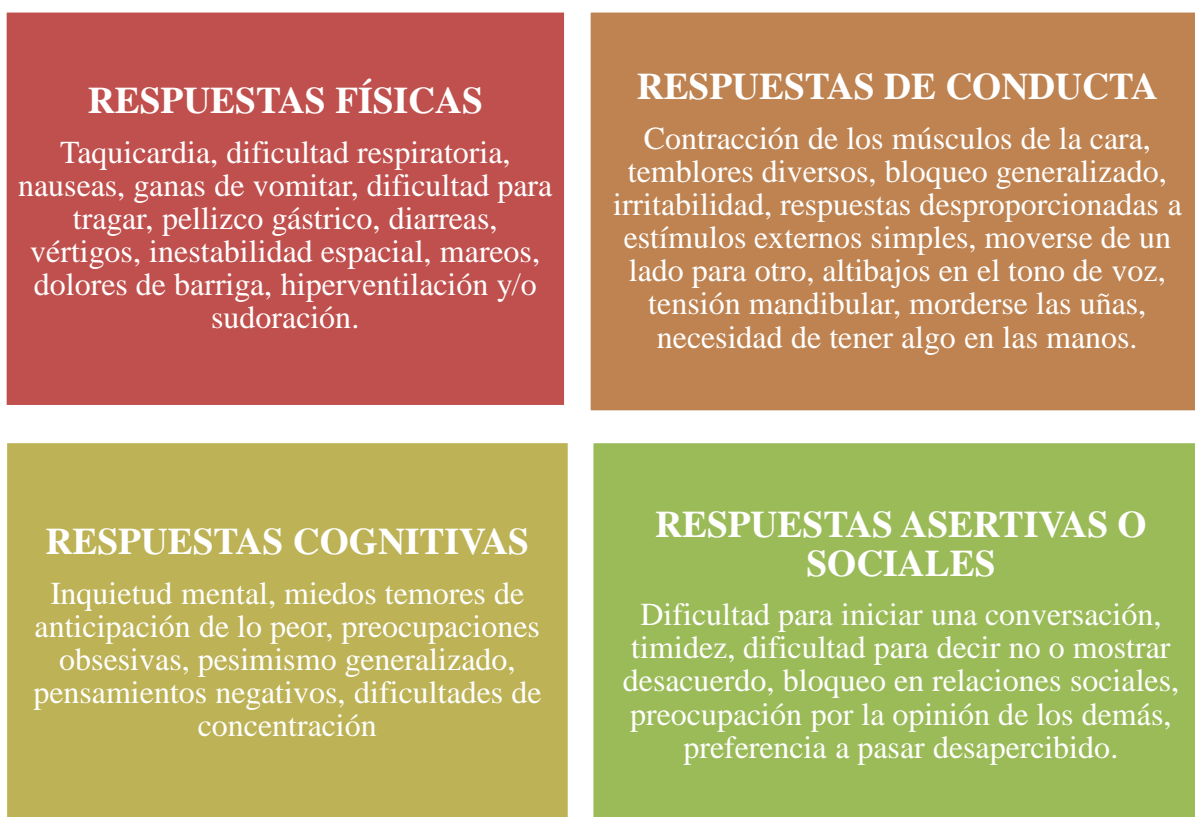 RESPUESTAS FÍSICAS
Taquicardia, dificultad respiratoria,
nauseas, ganas de vomitar, dificultad para
tragar, pellizco gástrico, diarreas,
vértigos, inestabilidad espacial, mareos,
dolores de barriga, hiperventilación y/o
sudoración.
RESPUESTAS DE CONDUCTA
Contracción de los músculos de la cara,
temblores diversos, bloqueo generalizado,
irritabilidad, respuestas desproporcionadas a
estímulos externos simples, moverse de un
lado para otro, altibajos en el tono de voz,
tensión mandibular, morderse las uñas,
necesidad de tener algo en las manos.
RESPUESTAS COGNITIVAS
Inquietud mental, miedos temores de
anticipación de lo peor, preocupaciones
obsesivas, pesimismo generalizado,
pensamientos negativos, dificultades de
concentración
RESPUESTAS ASERTIVAS O
SOCIALES
Dificultad para iniciar una conversación,
timidez, dificultad para decir no o mostrar
desacuerdo, bloqueo en relaciones sociales,
preocupación por la opinión de los demás,
preferencia a pasar desapercibido.